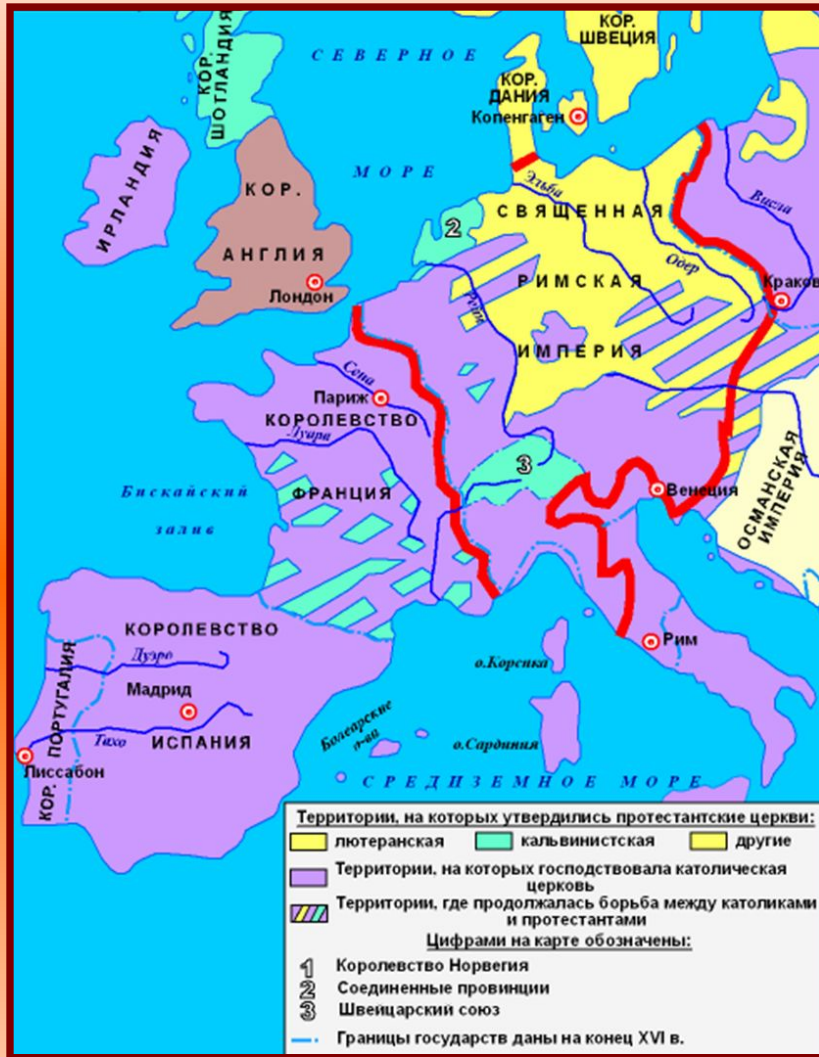 КОР.
ШВЕЦИЯ
КОР.
ШОТЛАНДИЯ
СЕВЕРНОЕ
КОР.
ДАНИЯ
Копенгаген
МОРЕ
ИРЛАНДИЯ
КОР.
АНГЛИЯ
Лондон
Эльба
Висла
2
СВЯЩЕННАЯ
Одер
РИМСКАЯ
Краков
Рейн
ИМПЕРИЯ
Сена
Париж
КОРОЛЕВСТВО
Луара
ФРАНЦИЯ
3
Венеция
ОСМАНСКАЯ
ИМПЕРИЯ
Бискайский
залив
КОРОЛЕВСТВО
Дуэро
Мадрид
ИСПАНИЯ
Тахо
КОР. ПОРТУГАЛИЯ
Лиссабон
о.Корсика
Рим
Болеарские
о-ва
о.Сардиния
СРЕДИЗЕМНОЕ МОРЕ
Территории, на которых утвердились протестантские церкви:
лютеранская кальвинистская другие
Территории, на которых господствовала католическая
церковь
Территории, где продолжалась борьба между католиками
и протестантами
Цифрами на карте обозначены:
1 Королевство Норвегия
2 Соединенные провинции
3 Швейцарский союз
Границы государств даны на конец XVI в.